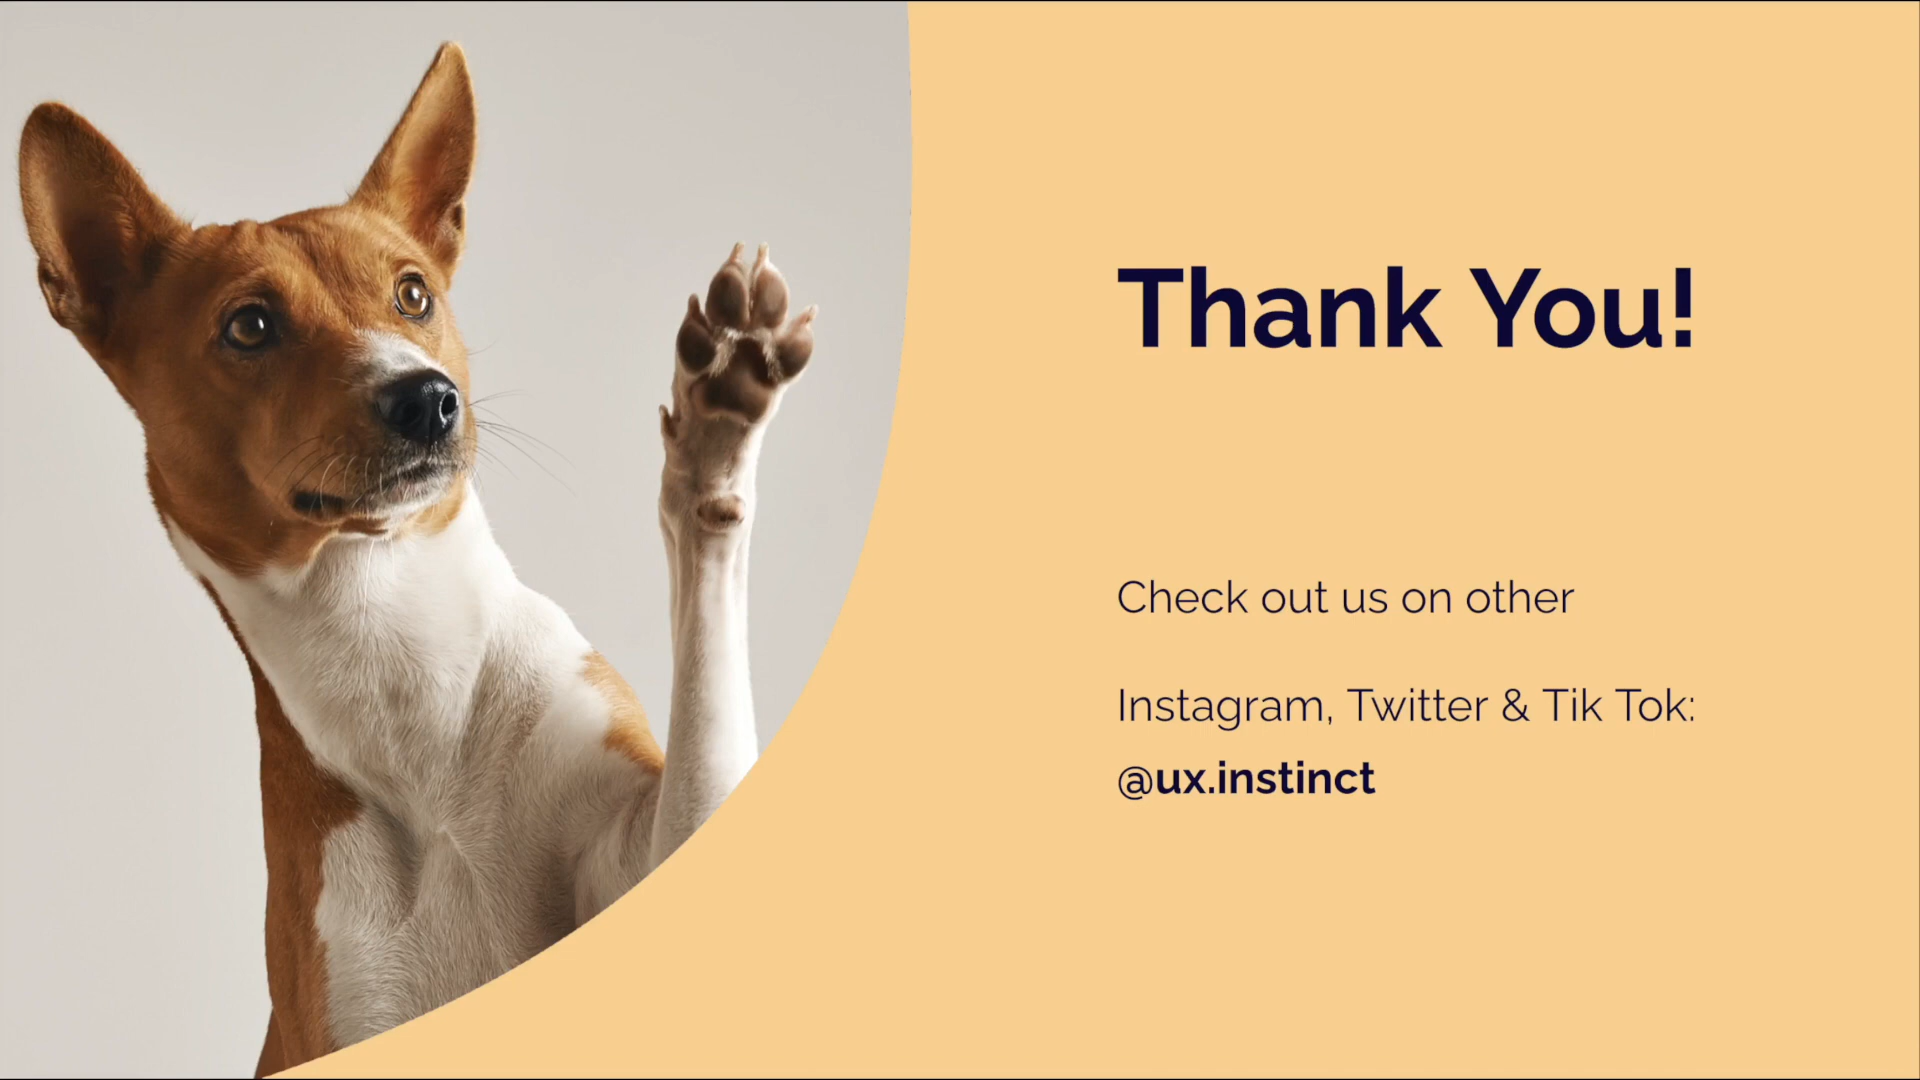 Thank You!
Check out us on other
Instagram, Twitter & Tik Tok:
@ux.instinct